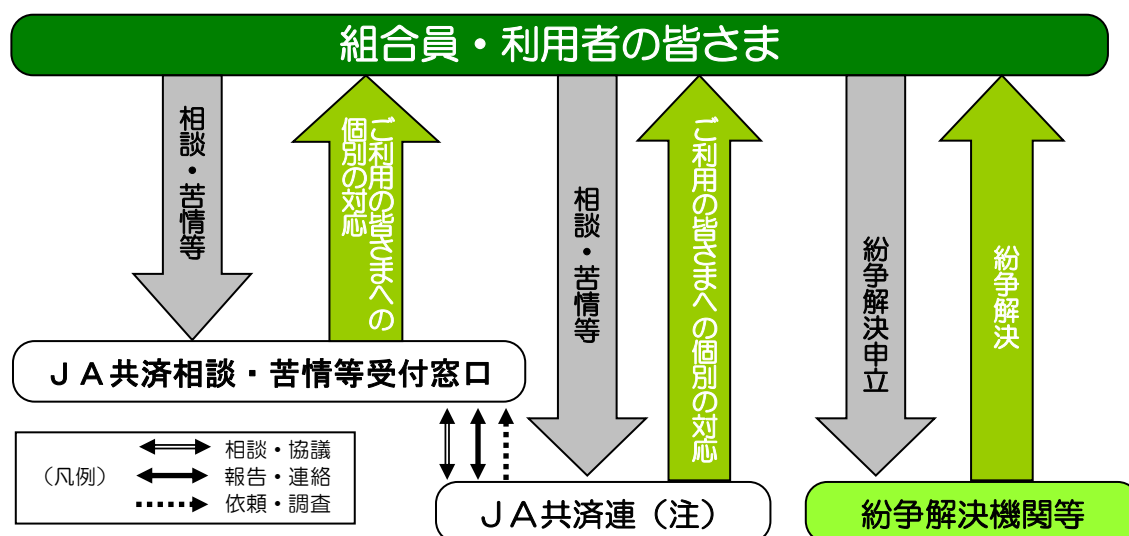 組合員・利用者の皆さま
相談・苦情等
ご利用の皆さまへの
個別の対応
相談・苦情等
ご利用の皆さまへの個別の対応
紛争解決申立
紛争解決
ＪＡ共済相談・苦情等受付窓口
（凡例）
相談・協議
報告・連絡
依頼・調査
ＪＡ共済連（注）
紛争解決機関等